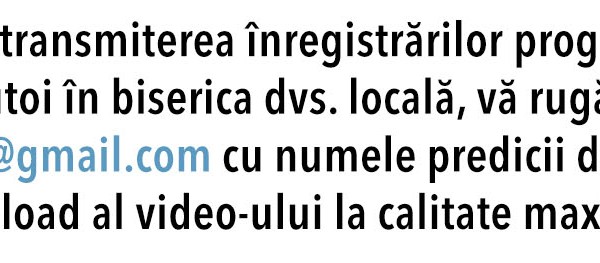 transmiterea înregistrărilor prog
utoi în biserica dvs. locală, vă rugă
@gmail.com cu numele predicii d
load al video-ului la calitate max